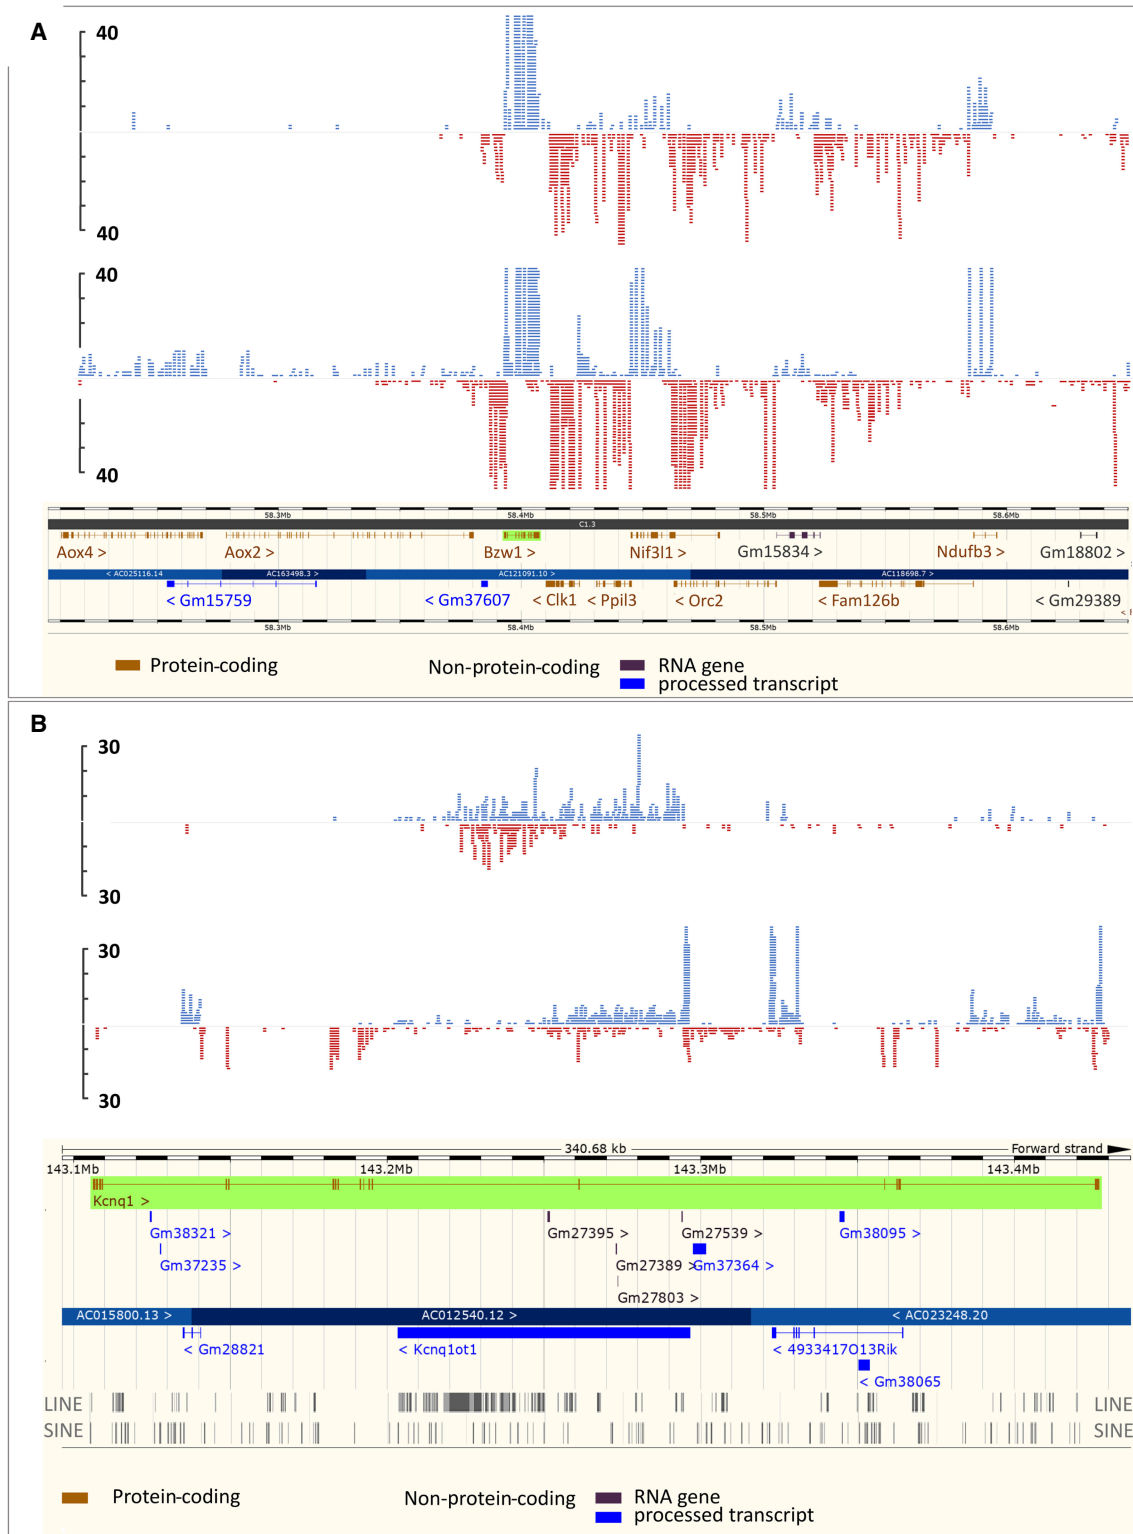 A
40
40
40
40
58.3Mb 58.4Mb 58.5Mb 58.6Mb
C1.3
Aox4 > Aox2 > Bzw1 > Nif3l1 > Gm15834 > Ndufb3 > Gm18802 >
< AC025116.14 AC163498.3 > AC121091.10 > AC118698.7 >
< Gm15759 < Gm37607 < Clk1 < Ppil3 < Orc2 < Fam126b < Gm29389
58.3Mb 58.4Mb 58.5Mb 58.6Mb
Protein-coding Non-protein-coding RNA gene
processed transcript
B
30
30
30
30
340.68 kb Forward strand
143.1Mb 143.2Mb 143.3Mb 143.4Mb
Kcnq1 >
Gm38321 > Gm27395 > Gm27539 > Gm38095 >
Gm37235 > Gm27389 > Gm37364 >
Gm27803 >
AC015800.13 > AC012540.12 > < AC023248.20
< Gm28821 < Kcnq1ot1 < 4933417O13Rik
< Gm38065
LINE LINE
SINE SINE
Protein-coding Non-protein-coding RNA gene
processed transcript